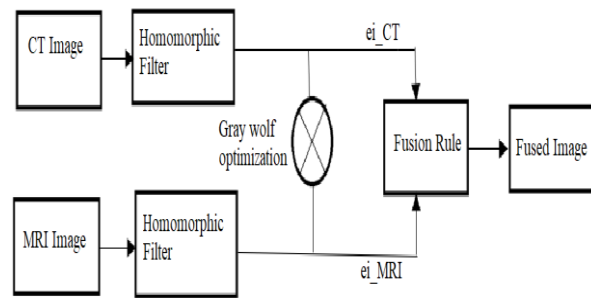 CT Image
Homomorphic
Filter
ei_CT
Gray wolf
optimization
Fusion Rule
Fused Image
MRI Image
Homomorphic
Filter
ei_MRI